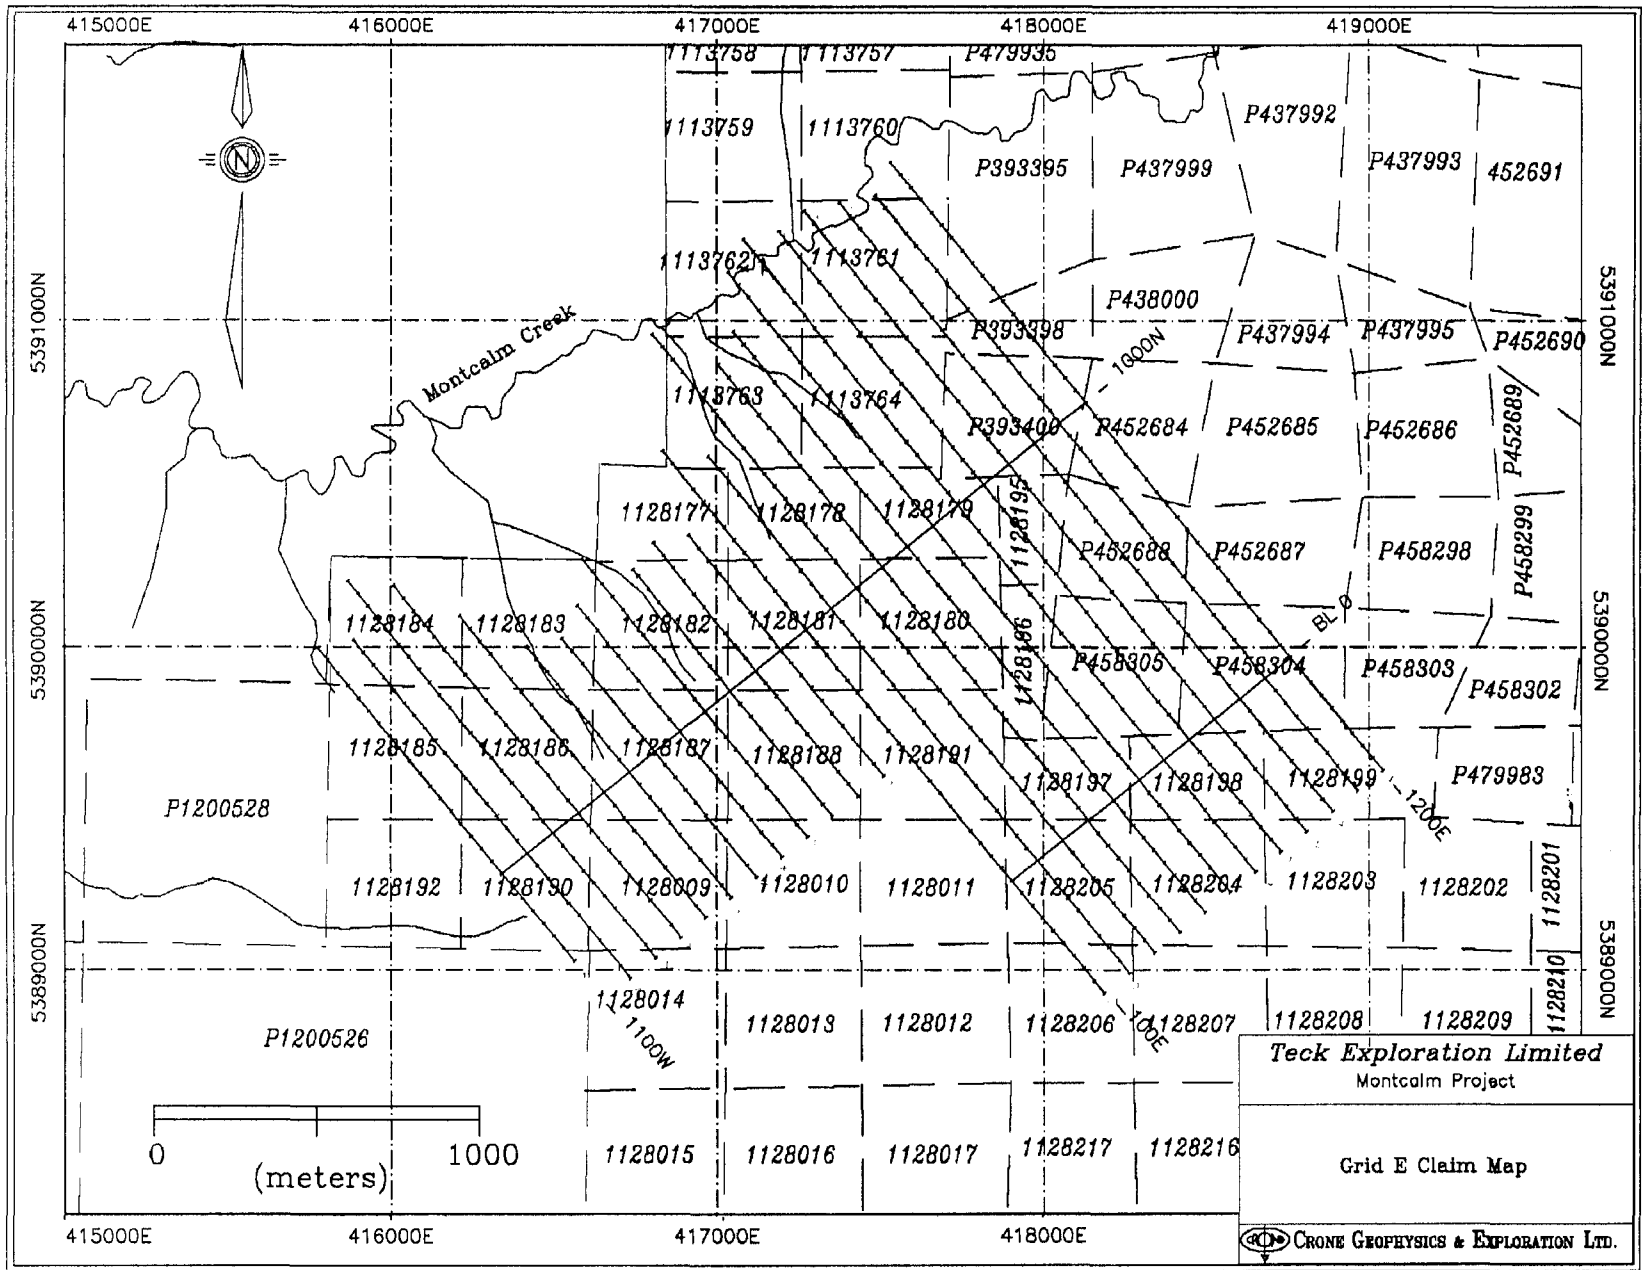 415000E 416000E 417000E 418000E 419000E
1113758 1113757 P479935
P437992
1113759 1113760
P393395 P437999 P437993 452691
N
1113762 1113761
P438000
5391000N 5391000N
P393398 P437994 P437995 P452690
Montcalm Creek
1000N
1113763 1113764
P452689
P393400 P452684 P452685 P452686
1128177 1128178 1128179 1128195
P452688 P452687 P458298 P458299
BL 0
1128184 1128183 1128182 1128181 1128180
5390000N 5390000N
P458305 P458304 P458303 P458302
1128185 1128186 1128187 1128188 1128191
1128197 1128198 1128199 P479983
P1200528
1200E
1128192 1128190 1128009 1128010 1128011 1128205 1128204 1128203 1128202 1128201
5389000N 5389000N
1128014 1128013 1128012 1128206 1128207 1128208 1128209 1128210
P1200526
1100W
100E
0 1000
(meters)
1128015 1128016 1128017 1128217 1128216
Teck Exploration Limited
Montcalm Project
Grid E Claim Map
CRONE GEOPHYSICS & EXPLORATION LTD.
415000E 416000E 417000E 418000E